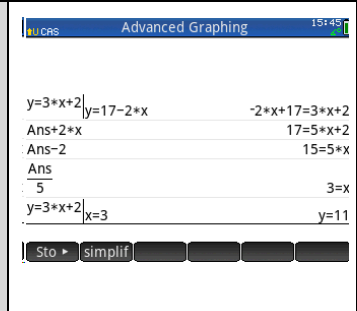 U CAS Advanced Graphing 15:45
y=3*x+2|y=17−2*x -2*x+17=3*x+2
Ans+2*x 17=5*x+2
Ans−2 15=5*x
Ans
5 3=x
y=3*x+2|x=3 y=11
Sto ▸ simplif